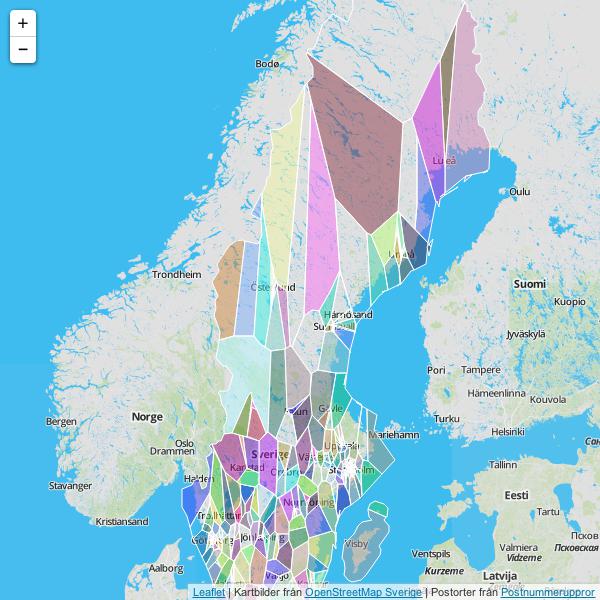 +
−
Bodø
Luleå
Oulu
Umeå
Trondheim
Östersund
Suomi
Kuopio
Härnösand
Sundsvall
Jyväskylä
Pori
Tampere
Hämeenlinna
Kouvola
Falun
Gävle
Bergen
Norge
Turku
Mariehamn
Helsinki
Oslo
Drammen
Uppsala
Sverige
Karlstad
Örebro
Tallinn
Stockholm
Halden
Stavanger
Eesti
Norrköping
Tartu
Kristiansand
Trollhättan
Псков
Jönköping
Visby
Valmiera
Псковская
Ventspils
Vidzeme
Aalborg
Kurzeme
Växjö
Latvija
Leaflet | Kartbilder från OpenStreetMap Sverige | Postorter från Postnummeruppror